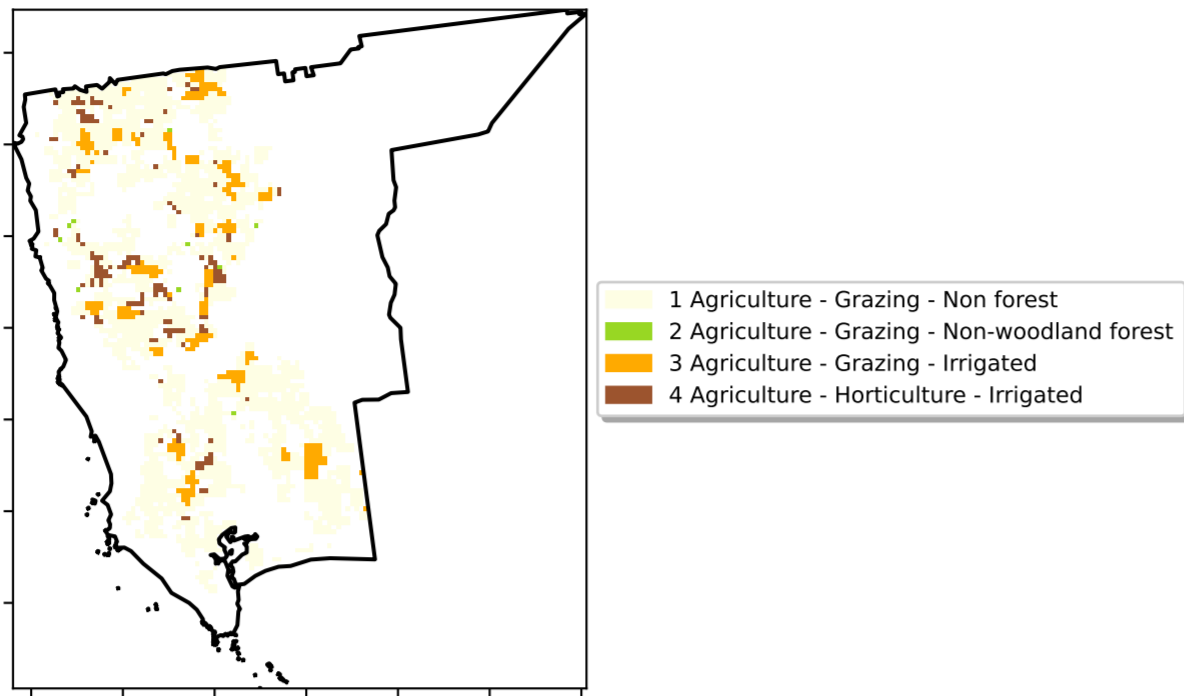 1 Agriculture - Grazing - Non forest
2 Agriculture - Grazing - Non-woodland forest
3 Agriculture - Grazing - Irrigated
4 Agriculture - Horticulture - Irrigated